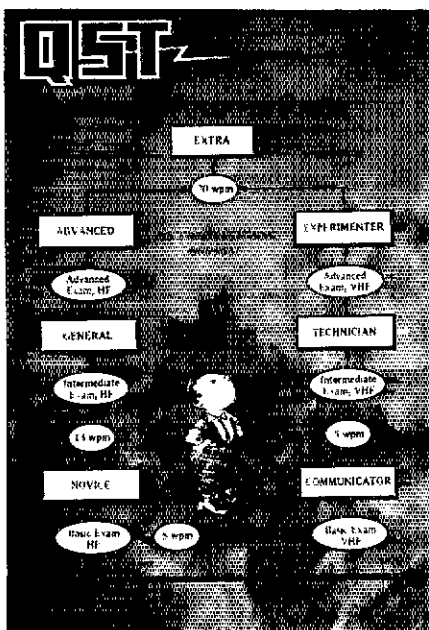 QST
EXTRA
20 wpm
ADVANCED
EXPERIMENTER
Advanced
Exam, HF
Advanced
Exam, VHF
GENERAL
TECHNICIAN
Intermediate
Exam, HF
Intermediate
Exam, VHF
13 wpm
5 wpm
NOVICE
COMMUNICATOR
Basic Exam
HF
5 wpm
Basic Exam
VHF